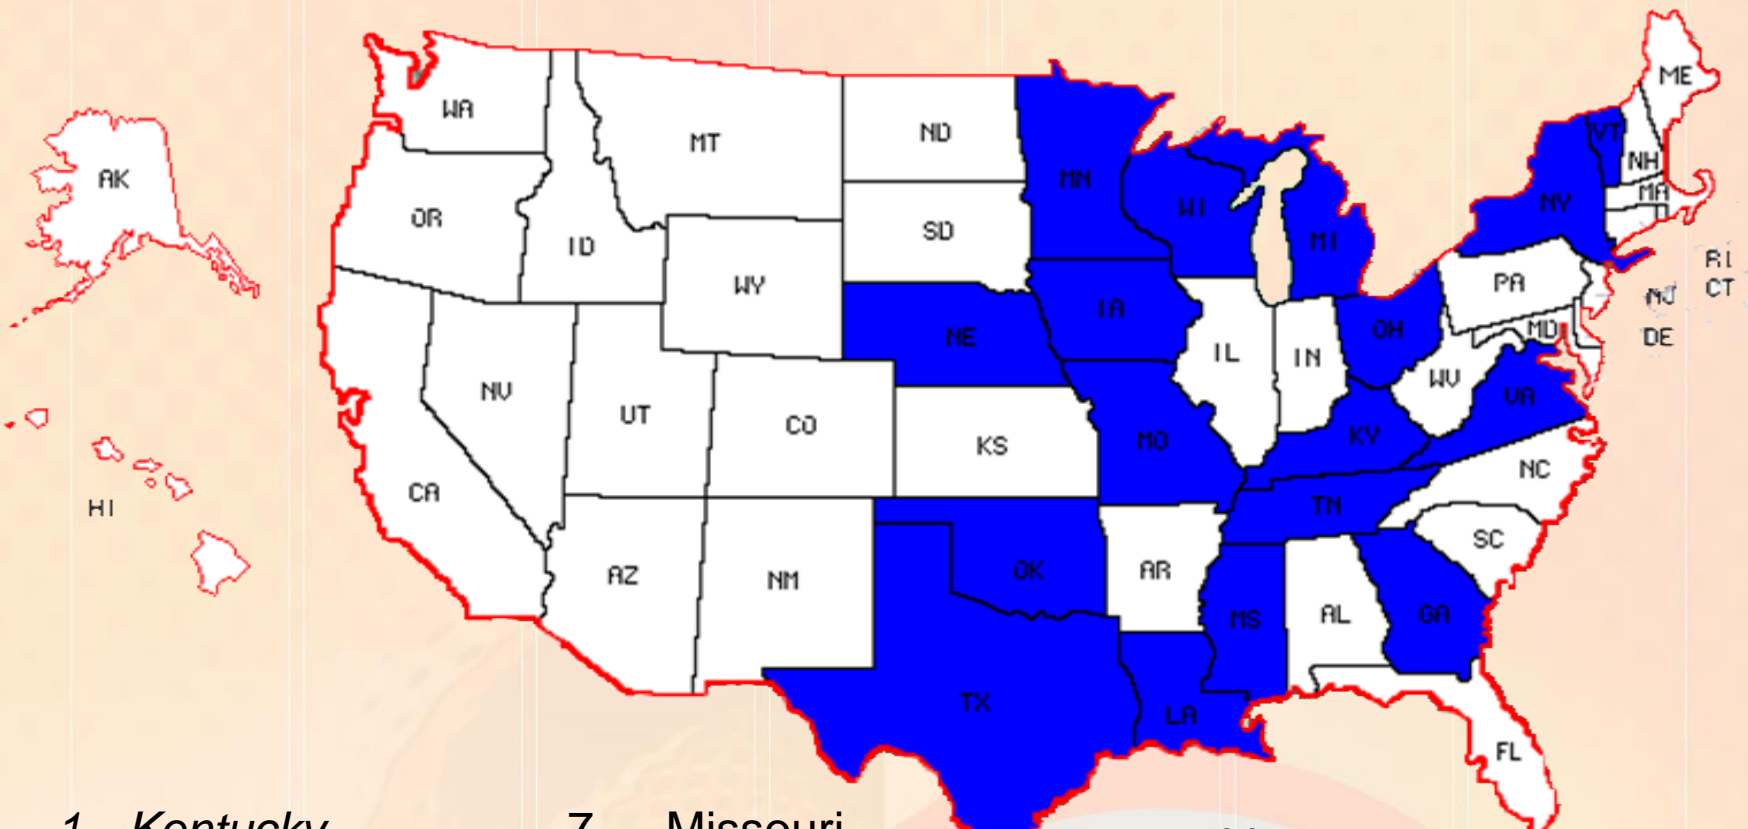 ME
WA
ND
MT
VT
NH
AK
MN
MA
OR
WI
NY
SD
MI
ID
RI
PA
WY
CT
NJ
IA
OH
MD
DE
NE
IL
IN
WV
NV
VA
UT
CO
KY
KS
MO
NC
CA
HI
TN
SC
AZ
NM
OK
AR
MS
AL
GA
TX
LA
FL
1 Kentucky 7 Missouri